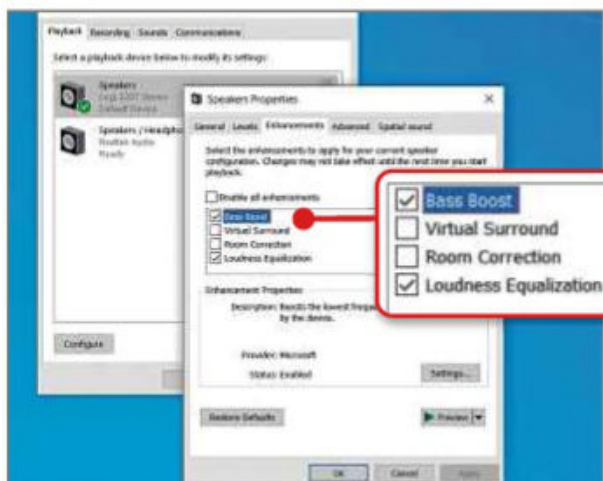 Playback Recording Sounds Communications
Select a playback device below to modify its settings:
Speakers
Default Device
Speakers / Headpho
Realtek Audio
Ready
Configure
Speakers Properties
General Levels Enhancements Advanced Spatial sound
Select the enhancements to apply for your current speaker
configuration. Changes may not take effect until the next time you start
playback.
Disable all enhancements
Bass Boost
Virtual Surround
Room Correction
Loudness Equalization
Bass Boost
Virtual Surround
Room Correction
Loudness Equalization
Enhancement Properties
Description: Boosts the lowest freque
by the device.
Provider: Microsoft
Status: Enabled
Settings...
Restore Defaults
Preview
OK
Cancel
Apply